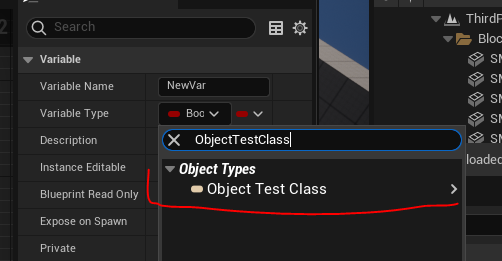 Search
ThirdP
Variable
Bloc
Variable Name
NewVar
SM
Variable Type
Boo
SM
Description
ObjectTestClass
SM
Instance Editable
Object Types
SM
Blueprint Read Only
Object Test Class
loaded
Expose on Spawn
Private